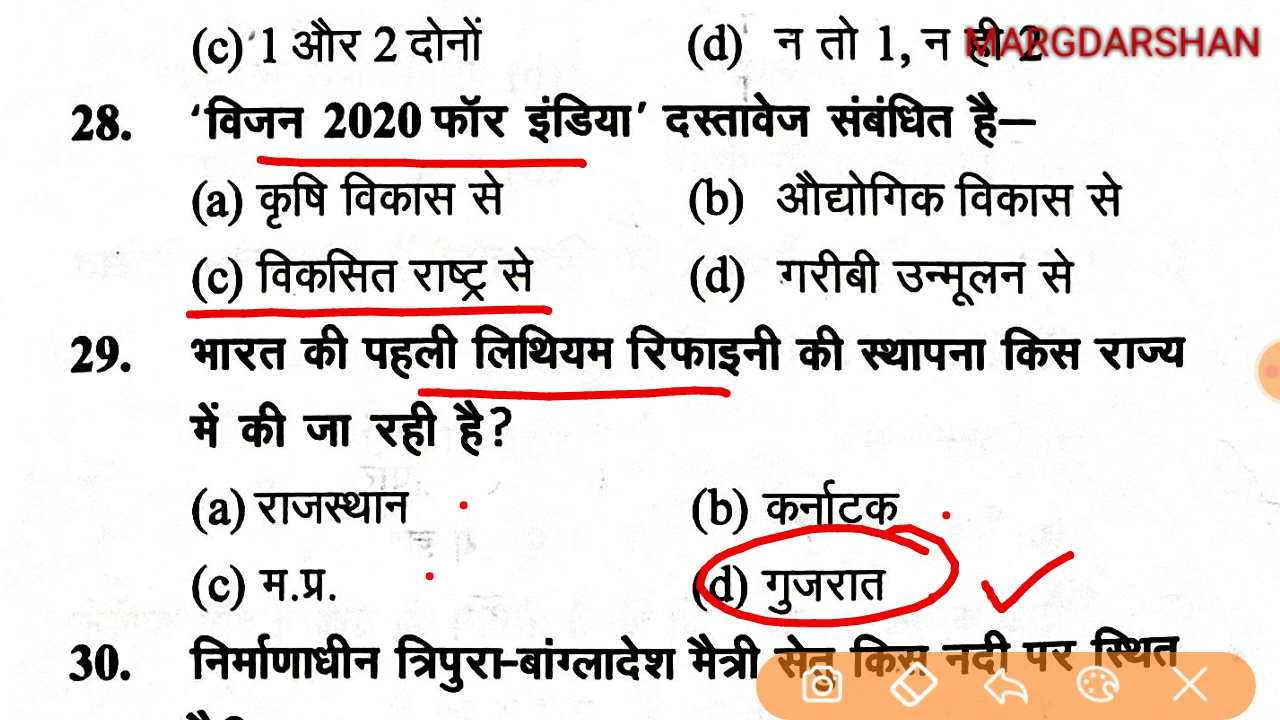 (c) 1 और 2 दोनों (d) न तो 1, न ही 2
MARGDARSHAN
28. ‘विजन 2020 फॉर इंडिया’ दस्तावेज संबंधित है—
(a) कृषि विकास से (b) औद्योगिक विकास से
(c) विकसित राष्ट्र से (d) गरीबी उन्मूलन से
29. भारत की पहली लिथियम रिफाइनी की स्थापना किस राज्य
में की जा रही है?
(a) राजस्थान (b) कर्नाटक
(c) म.प्र. (d) गुजरात
30. निर्माणाधीन त्रिपुरा-बांग्लादेश मैत्री सेतु किस नदी पर स्थित